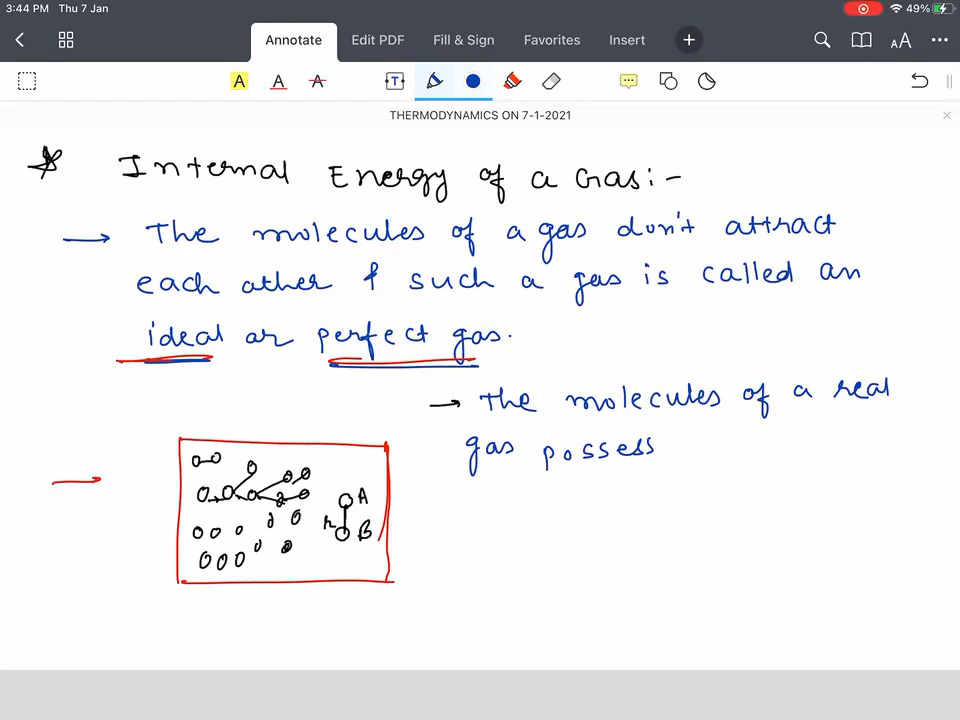 3:44 PM Thu 7 Jan
49%
Annotate Edit PDF Fill & Sign Favorites Insert
THERMODYNAMICS ON 7-1-2021
Internal Energy of a Gas:-
→ The molecules of a gas don't attract
each other & such a gas is called an
ideal or perfect gas.
→ The molecules of a real
gas possess
A
r
B